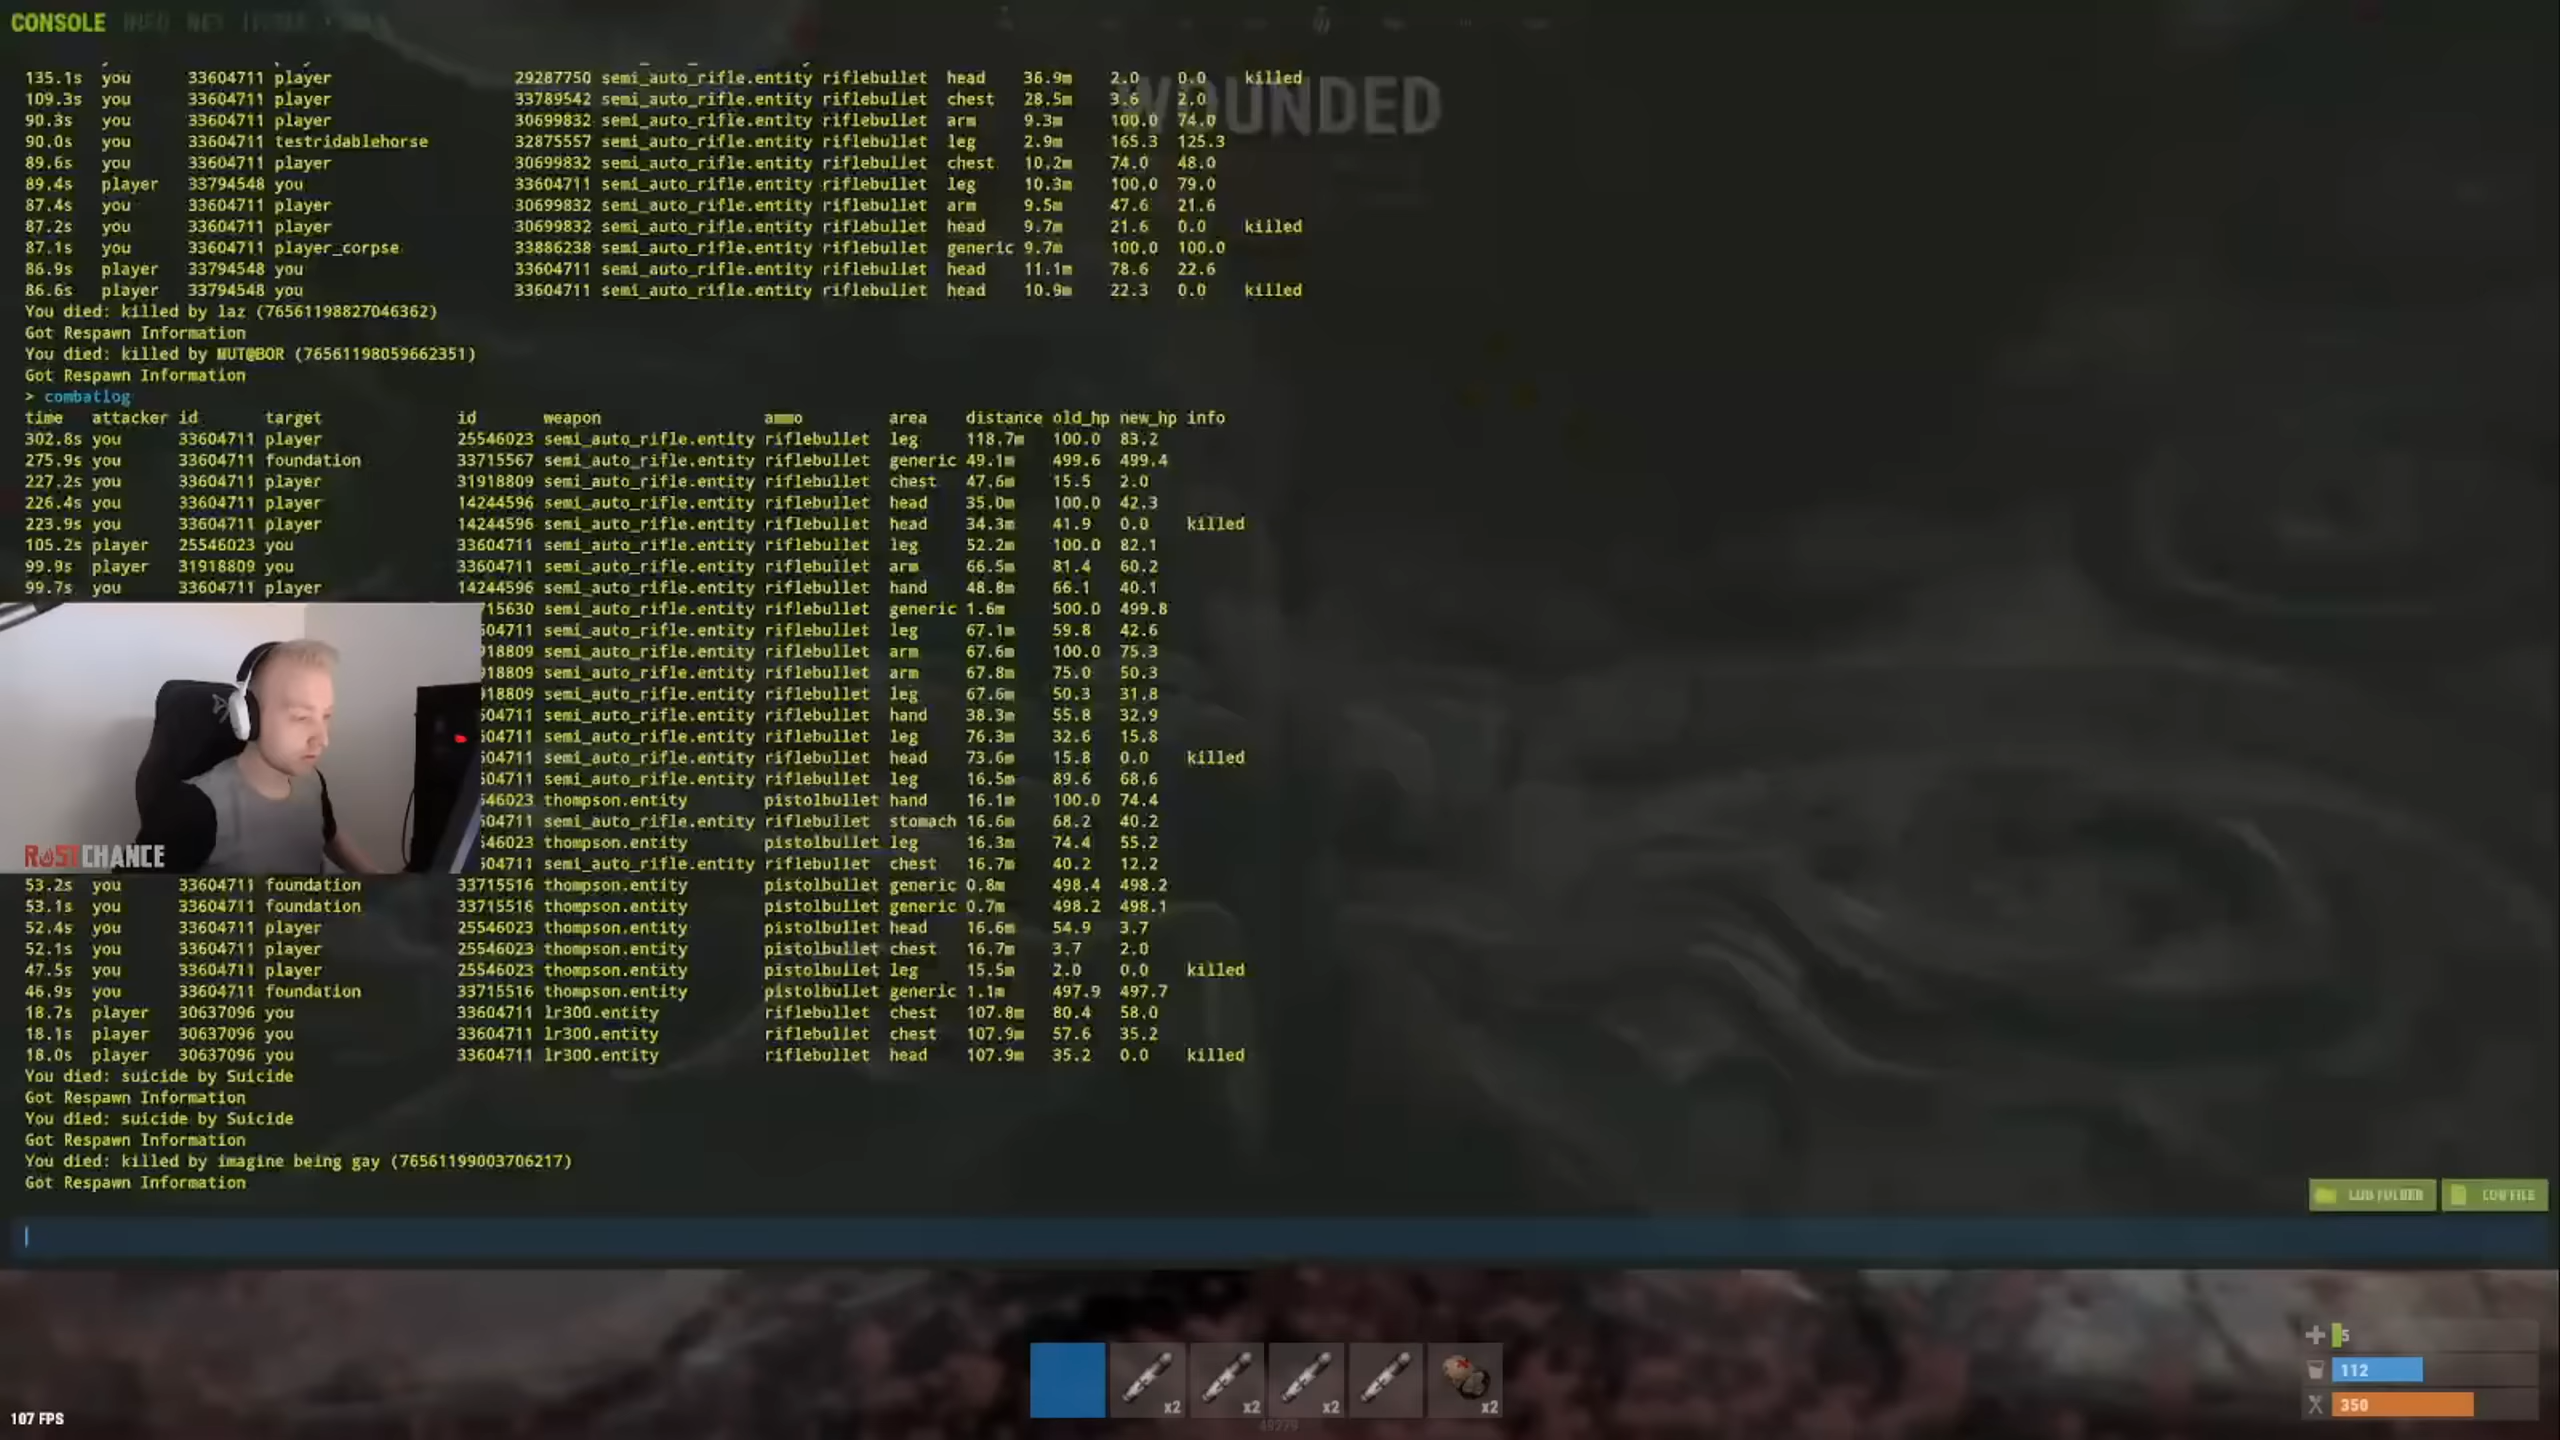 CONSOLE
WOUNDED
135.1s you 33604711 player 29287750 semi_auto_rifle.entity riflebullet head 36.9m 2.0 0.0 killed
109.3s you 33604711 player 33789542 semi_auto_rifle.entity riflebullet chest 28.5m 3.6 2.0
90.3s you 33604711 player 30699832 semi_auto_rifle.entity riflebullet arm 9.3m 100.0 74.0
90.0s you 33604711 testridablehorse 32875557 semi_auto_rifle.entity riflebullet leg 2.9m 165.3 125.3
89.6s you 33604711 player 30699832 semi_auto_rifle.entity riflebullet chest 10.2m 74.0 48.0
89.4s player 33794548 you 33604711 semi_auto_rifle.entity riflebullet leg 10.3m 100.0 79.0
87.4s you 33604711 player 30699832 semi_auto_rifle.entity riflebullet arm 9.5m 47.6 21.6
87.2s you 33604711 player 30699832 semi_auto_rifle.entity riflebullet head 9.7m 21.6 0.0 killed
87.1s you 33604711 player_corpse 33886238 semi_auto_rifle.entity riflebullet generic 9.7m 100.0 100.0
86.9s player 33794548 you 33604711 semi_auto_rifle.entity riflebullet head 11.1m 78.6 22.6
86.6s player 33794548 you 33604711 semi_auto_rifle.entity riflebullet head 10.9m 22.3 0.0 killed
You died: killed by laz (76561198827046362)
Got Respawn Information
You died: killed by MUT@BOR (76561198059662351)
Got Respawn Information
> combatlog
time attacker id target id weapon ammo area distance old_hp new_hp info
302.8s you 33604711 player 25546023 semi_auto_rifle.entity riflebullet leg 118.7m 100.0 83.2
275.9s you 33604711 foundation 33715567 semi_auto_rifle.entity riflebullet generic 49.1m 499.6 499.4
227.2s you 33604711 player 31918809 semi_auto_rifle.entity riflebullet chest 47.6m 15.5 2.0
226.4s you 33604711 player 14244596 semi_auto_rifle.entity riflebullet head 35.0m 100.0 42.3
223.9s you 33604711 player 14244596 semi_auto_rifle.entity riflebullet head 34.3m 41.9 0.0 killed
105.2s player 25546023 you 33604711 semi_auto_rifle.entity riflebullet leg 52.2m 100.0 82.1
99.9s player 31918809 you 33604711 semi_auto_rifle.entity riflebullet arm 66.5m 81.4 60.2
99.7s you 33604711 player 14244596 semi_auto_rifle.entity riflebullet hand 48.8m 66.1 40.1
715630 semi_auto_rifle.entity riflebullet generic 1.6m 500.0 499.8
604711 semi_auto_rifle.entity riflebullet leg 67.1m 59.8 42.6
918809 semi_auto_rifle.entity riflebullet arm 67.6m 100.0 75.3
918809 semi_auto_rifle.entity riflebullet arm 67.8m 75.0 50.3
918809 semi_auto_rifle.entity riflebullet leg 67.6m 50.3 31.8
604711 semi_auto_rifle.entity riflebullet hand 38.3m 55.8 32.9
604711 semi_auto_rifle.entity riflebullet leg 76.3m 32.6 15.8
604711 semi_auto_rifle.entity riflebullet head 73.6m 15.8 0.0 killed
604711 semi_auto_rifle.entity riflebullet leg 16.5m 89.6 68.6
546023 thompson.entity pistolbullet hand 16.1m 100.0 74.4
604711 semi_auto_rifle.entity riflebullet stomach 16.6m 68.2 40.2
546023 thompson.entity pistolbullet leg 16.3m 74.4 55.2
604711 semi_auto_rifle.entity riflebullet chest 16.7m 40.2 12.2
RUSTCHANCE
53.2s you 33604711 foundation 33715516 thompson.entity pistolbullet generic 0.8m 498.4 498.2
53.1s you 33604711 foundation 33715516 thompson.entity pistolbullet generic 0.7m 498.2 498.1
52.4s you 33604711 player 25546023 thompson.entity pistolbullet head 16.6m 54.9 3.7
52.1s you 33604711 player 25546023 thompson.entity pistolbullet chest 16.7m 3.7 2.0
47.5s you 33604711 player 25546023 thompson.entity pistolbullet leg 15.5m 2.0 0.0 killed
46.9s you 33604711 foundation 33715516 thompson.entity pistolbullet generic 1.1m 497.9 497.7
18.7s player 30637096 you 33604711 lr300.entity riflebullet chest 107.8m 80.4 58.0
18.1s player 30637096 you 33604711 lr300.entity riflebullet chest 107.9m 57.6 35.2
18.0s player 30637096 you 33604711 lr300.entity riflebullet head 107.9m 35.2 0.0 killed
You died: suicide by Suicide
Got Respawn Information
You died: suicide by Suicide
Got Respawn Information
You died: killed by imagine being gay (76561199003706217)
Got Respawn Information
LOG FOLDER
LOG FILE
5
x2 x2 x2 x2
112
350
107 FPS
49279